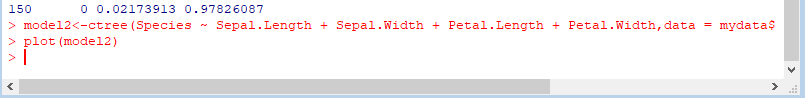 150 0 0.02173913 0.97826087
> model2<-ctree(Species ~ Sepal.Length + Sepal.Width + Petal.Length + Petal.Width,data = mydata$
> plot(model2)
>